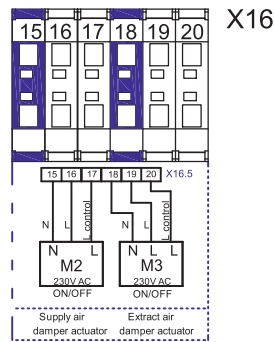 X16
15 16 17 18 19 20
15 16 17 18 19 20 X16.5
N L L control N L L control
N L N L L
M2 M3
230V AC 230V AC
ON/OFF ON/OFF
Supply air Extract air
damper actuator damper actuator